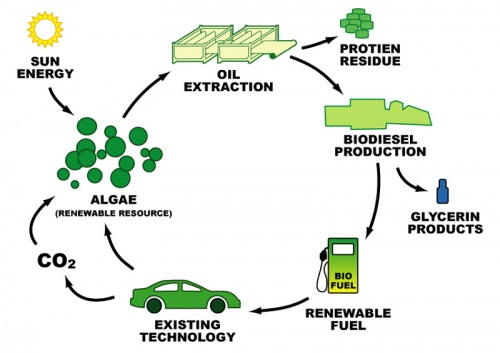 SUN
ENERGY
OIL
EXTRACTION
PROTIEN
RESIDUE
BIODIESEL
PRODUCTION
GLYCERIN
PRODUCTS
BIO
FUEL
RENEWABLE
FUEL
EXISTING
TECHNOLOGY
CO₂
ALGAE
(RENEWABLE RESOURCE)